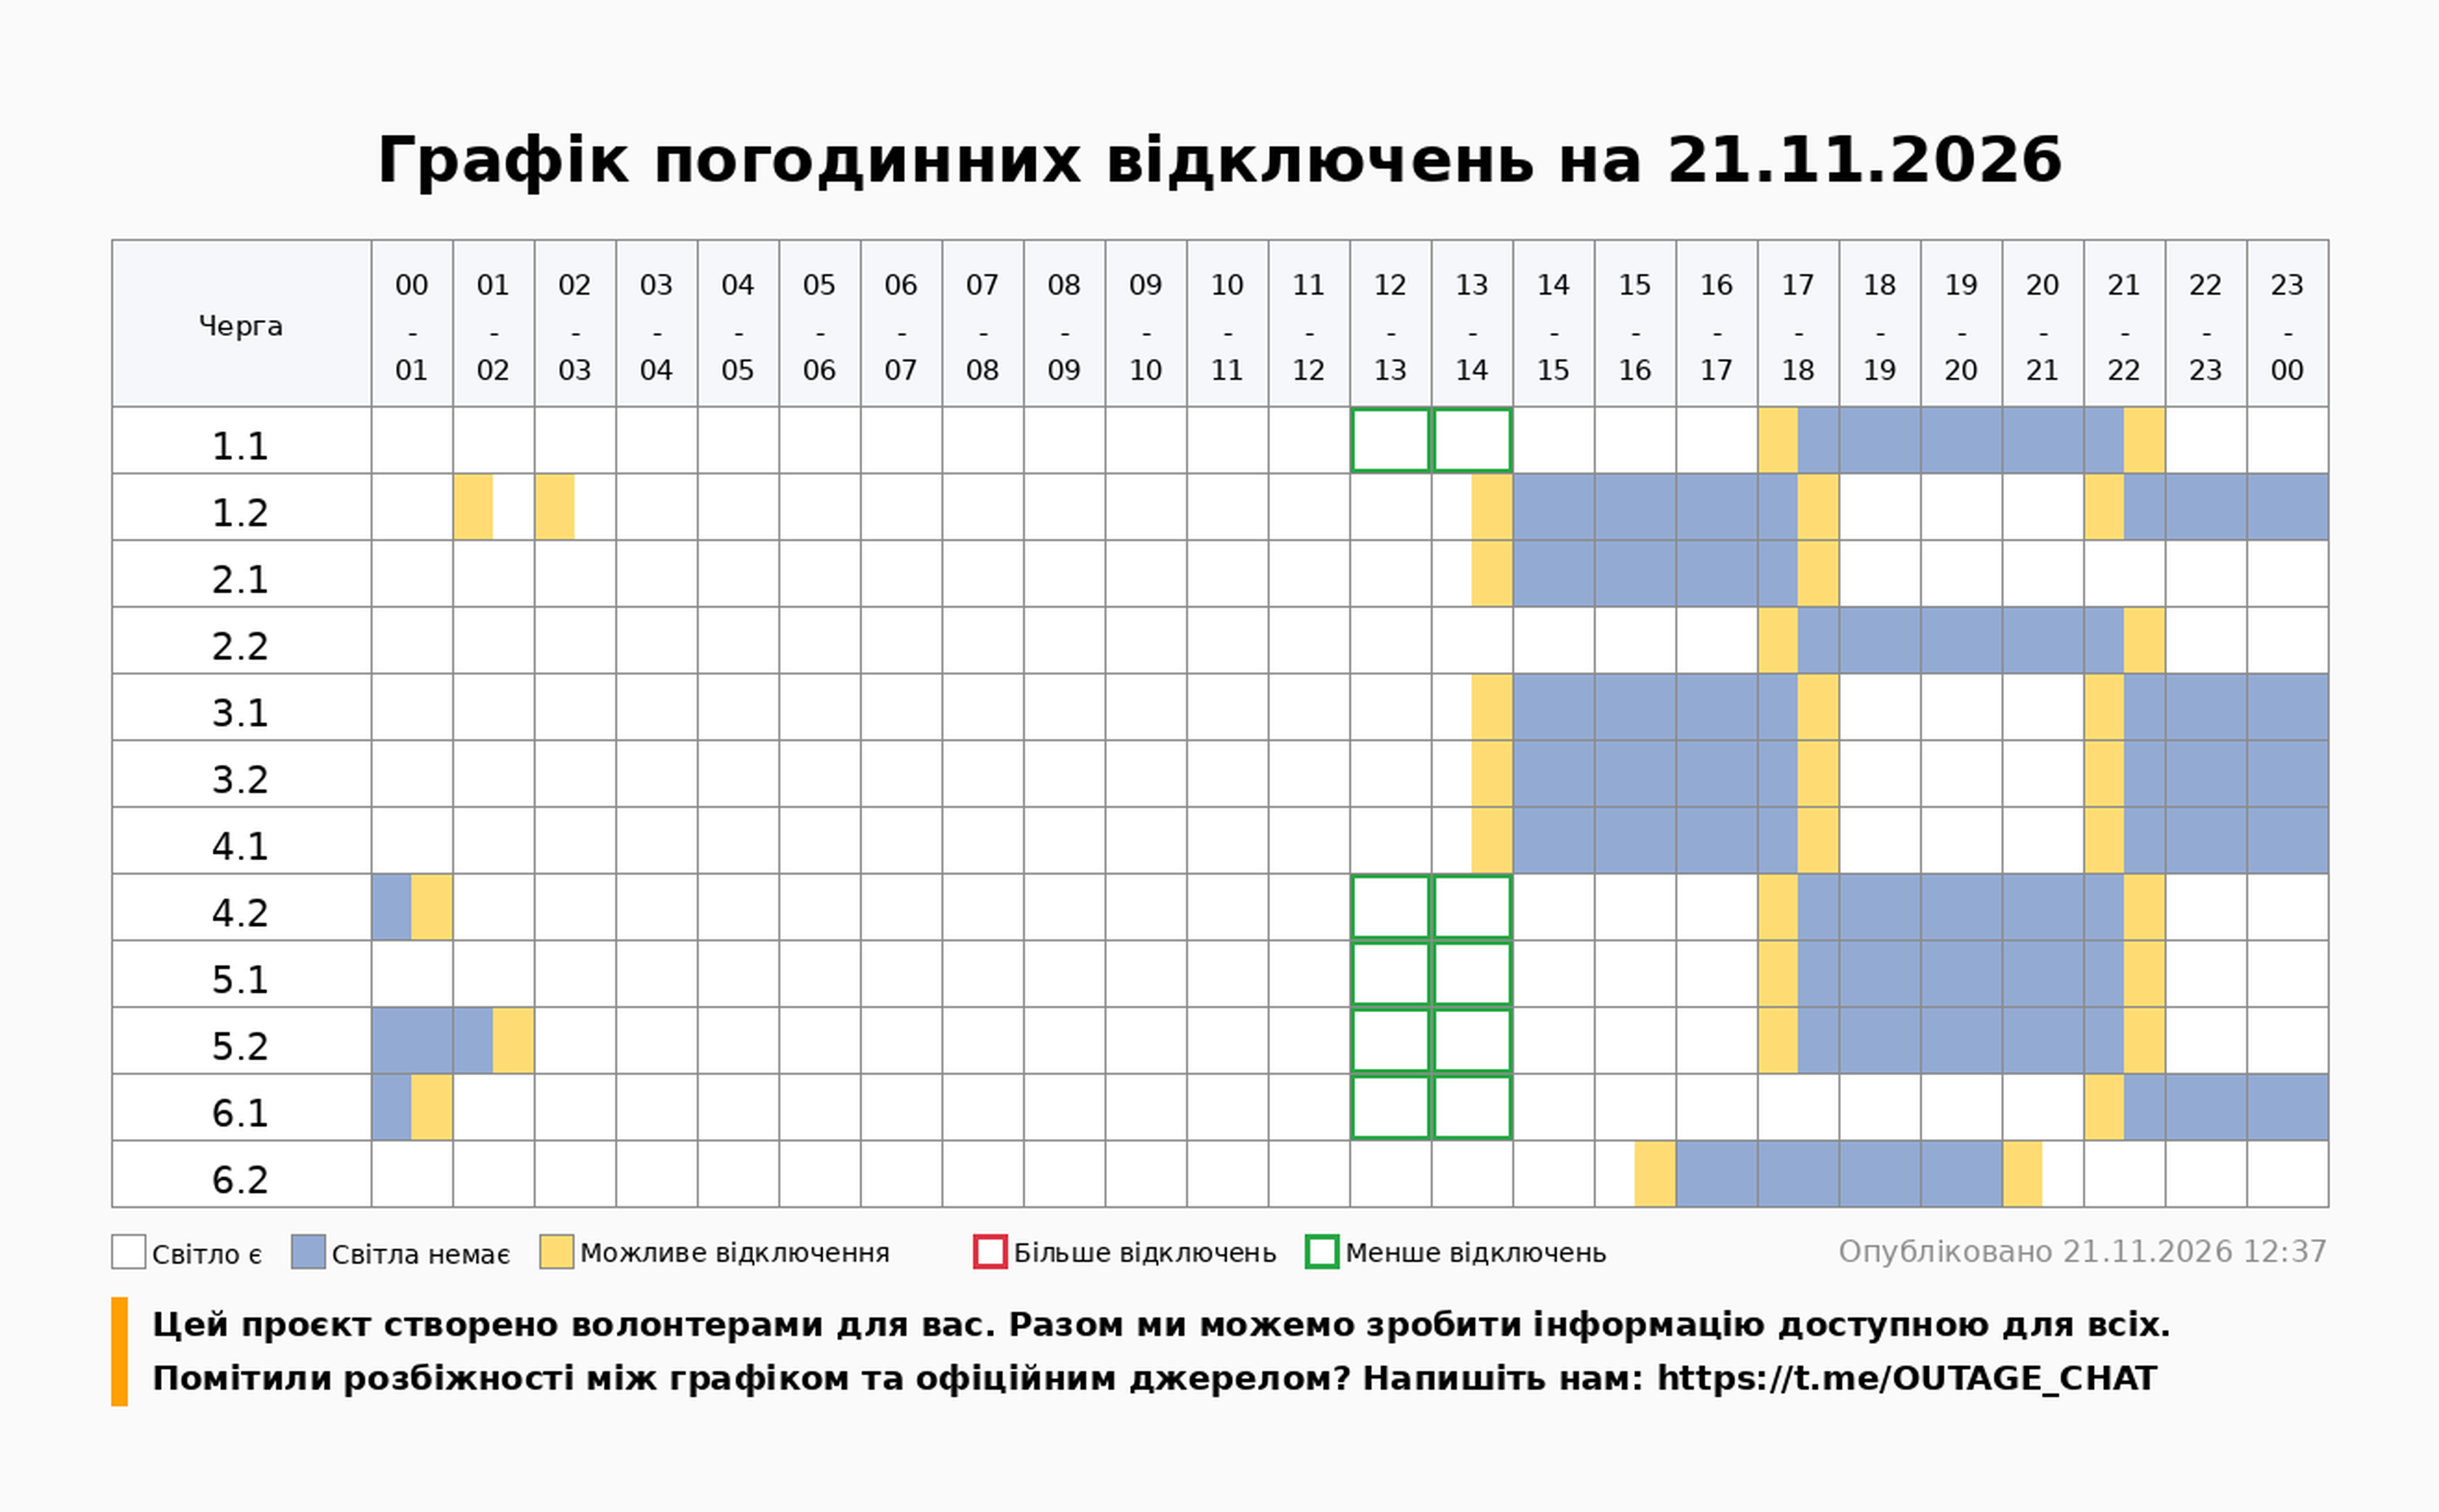 Графік погодинних відключень на 21.11.2026
Черга 00 - 01 01 - 02 02 - 03 03 - 04 04 - 05 05 - 06 06 - 07 07 - 08 08 - 09 09 - 10 10 - 11 11 - 12 12 - 13 13 - 14 14 - 15 15 - 16 16 - 17 17 - 18 18 - 19 19 - 20 20 - 21 21 - 22 22 - 23 23 - 00
1.1
1.2
2.1
2.2
3.1
3.2
4.1
4.2
5.1
5.2
6.1
6.2
Світло є Світла немає Можливе відключення Більше відключень Менше відключень Опубліковано 21.11.2026 12:37
Цей проєкт створено волонтерами для вас. Разом ми можемо зробити інформацію доступною для всіх.
Помітили розбіжності між графіком та офіційним джерелом? Напишіть нам: https://t.me/OUTAGE_CHAT